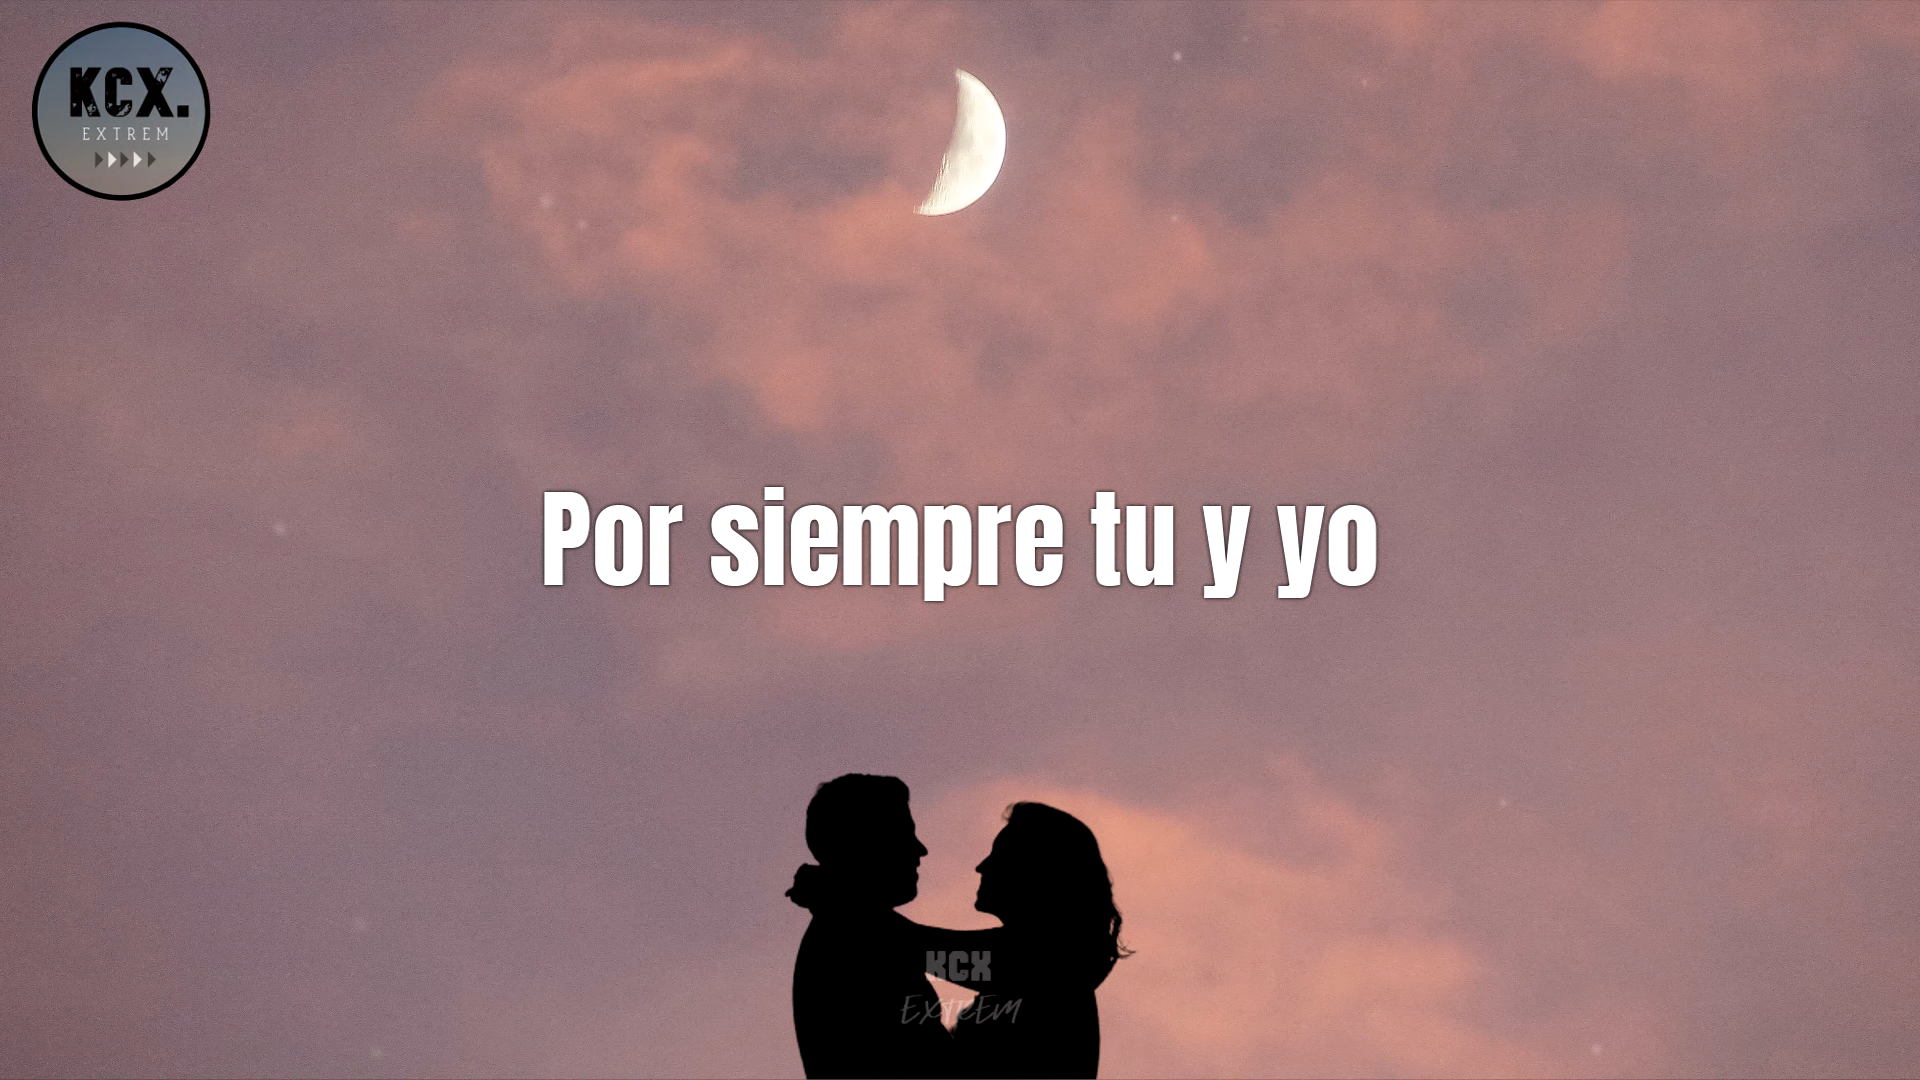 KCX.
EXTREM
Por siempre tu y yo
KCX
EXTREM